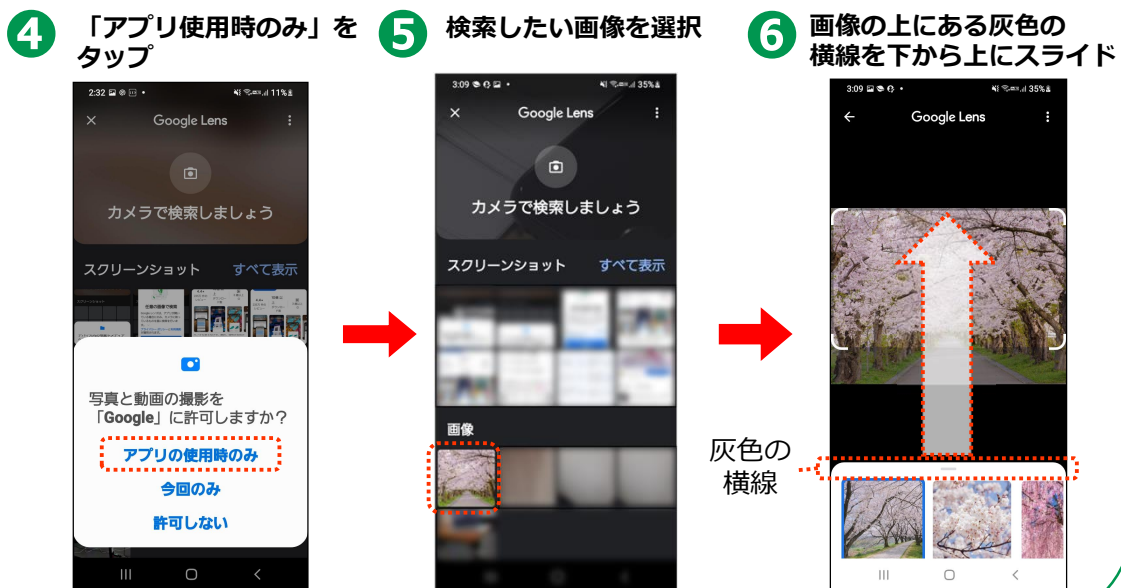 4
「アプリ使用時のみ」を
タップ
5
検索したい画像を選択
6
画像の上にある灰色の
横線を下から上にスライド
2:32
11%
Google Lens
カメラで検索しましょう
スクリーンショット
すべて表示
写真と動画の撮影を
「Google」に許可しますか？
アプリの使用時のみ
今回のみ
許可しない
3:09
35%
Google Lens
カメラで検索しましょう
スクリーンショット
すべて表示
画像
3:09
35%
Google Lens
灰色の
横線